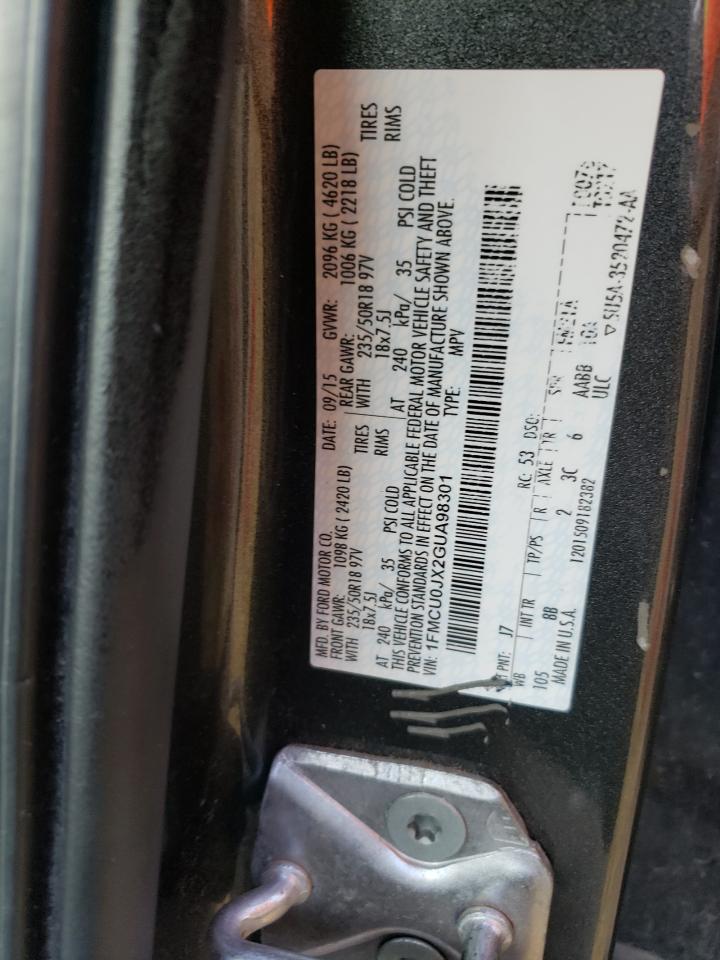 MFD. BY FORD MOTOR CO.
DATE: 09/15 GVWR: 2096 KG ( 4620 LB)
FRONT GAWR: 1098 KG ( 2420 LB)
REAR GAWR: 1006 KG ( 2218 LB)
WITH 235/50R18 97V TIRES
WITH 235/50R18 97V TIRES
18x7.5J RIMS
18x7.5J RIMS
AT 240 kPa/ 35 PSI COLD
AT 240 kPa/ 35 PSI COLD
THIS VEHICLE CONFORMS TO ALL APPLICABLE FEDERAL MOTOR VEHICLE SAFETY AND THEFT
PREVENTION STANDARDS IN EFFECT ON THE DATE OF MANUFACTURE SHOWN ABOVE.
VIN: 1FMCU0JX2GUA98301 TYPE: MPV
PNT: J7 RC: 53 DSO:
WB INT TR TP/PS R AXLE TR
105 8B 2 3C 6 AABB
MADE IN U.S.A. 1201509182382 ULC